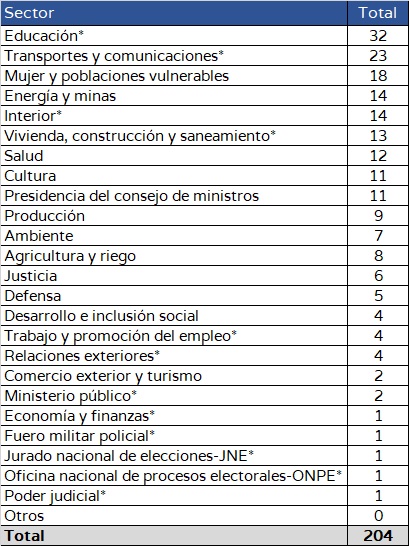 Sector Total
Educación* 32
Transportes y comunicaciones* 23
Mujer y poblaciones vulnerables 18
Energía y minas 14
Interior* 14
Vivienda, construcción y saneamiento* 13
Salud 12
Cultura 11
Presidencia del consejo de ministros 11
Producción 9
Ambiente 7
Agricultura y riego 8
Justicia 6
Defensa 5
Desarrollo e inclusión social 4
Trabajo y promoción del empleo* 4
Relaciones exteriores* 4
Comercio exterior y turismo 2
Ministerio público* 2
Economía y finanzas* 1
Fuero militar policial* 1
Jurado nacional de elecciones-JNE* 1
Oficina nacional de procesos electorales-ONPE* 1
Poder judicial* 1
Otros 0
Total 204